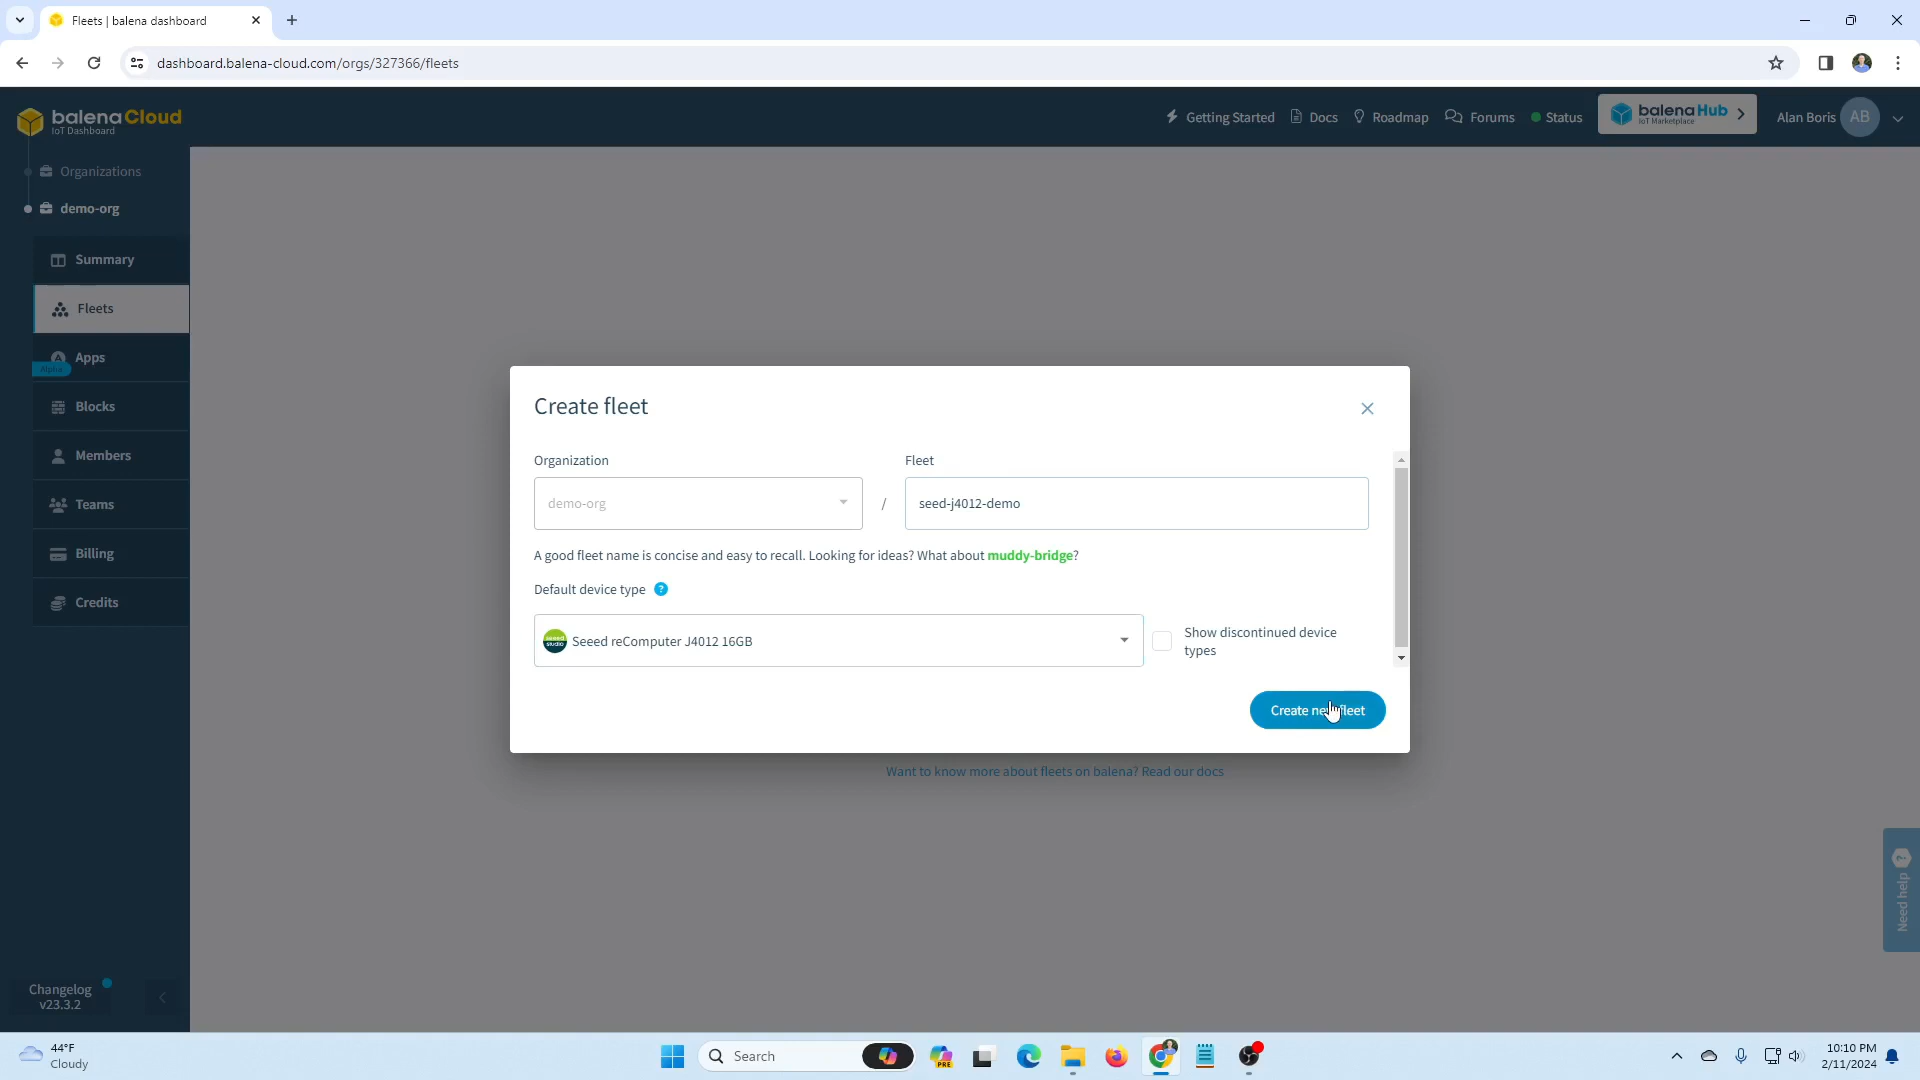 Fleets | balena dashboard
dashboard.balena-cloud.com/orgs/327366/fleets
balenaCloud
IoT Dashboard
Getting Started
Docs
Roadmap
Forums
Status
balenaHub
IoT Marketplace
Alan Boris
AB
Organizations
demo-org
Summary
Fleets
Apps
Alpha
Blocks
Members
Teams
Billing
Credits
Create fleet
Organization
Fleet
demo-org
/
seed-j4012-demo
A good fleet name is concise and easy to recall. Looking for ideas? What about muddy-bridge?
Default device type ?
seeed studio
Seeed reComputer J4012 16GB
Show discontinued device
types
Create new fleet
Want to know more about fleets on balena? Read our docs
Need help
Changelog
v23.3.2
44°F
Cloudy
Search
PRE
10:10 PM
2/11/2024